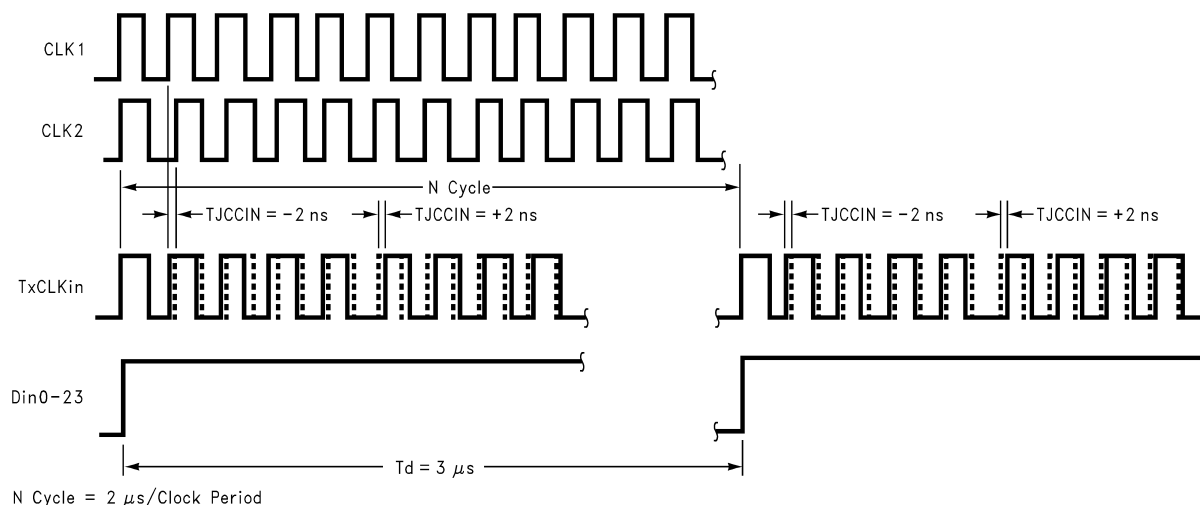 CLK1
CLK2
N Cycle
TJCCIN = −2 ns
TJCCIN = +2 ns
TJCCIN = −2 ns
TJCCIN = +2 ns
TxCLKin
Din0−23
Td = 3 μs
N Cycle = 2 μs/Clock Period